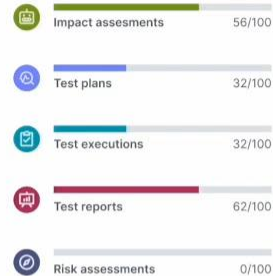 Impact assesments 56/100
Test plans 32/100
Test executions 32/100
Test reports 62/100
Risk assessments 0/100